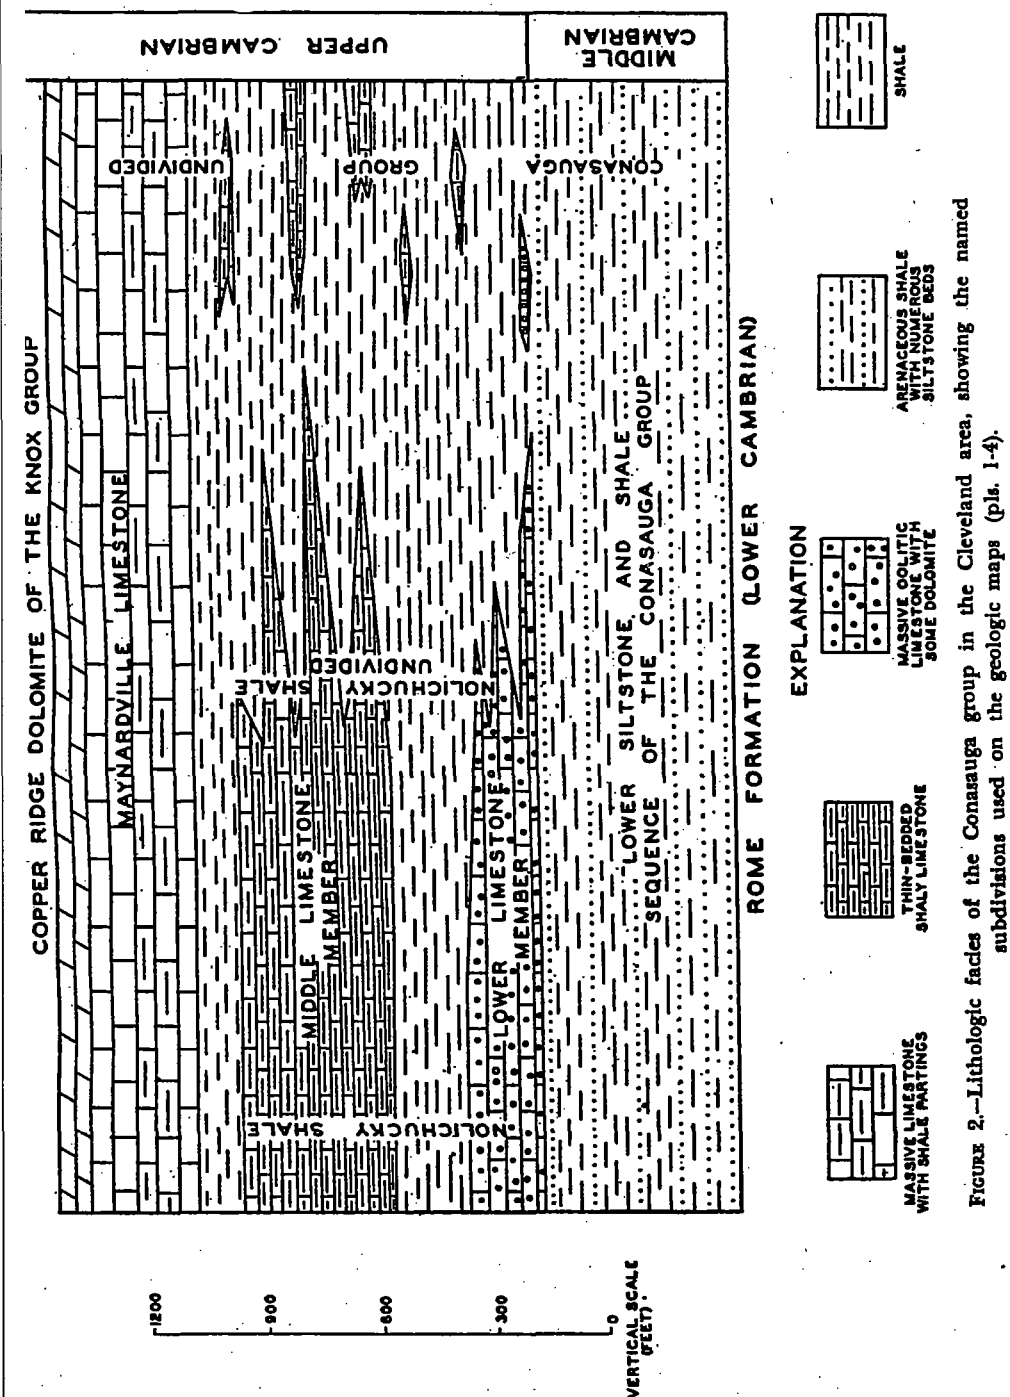 COPPER RIDGE DOLOMITE OF THE KNOX GROUP
MAYNARDVILLE LIMESTONE
UPPER CAMBRIAN
MIDDLE
CAMBRIAN
NOLICHUCKY SHALE
MIDDLE LIMESTONE
MEMBER
LOWER LIMESTONE
MEMBER
NOLICHUCKY SHALE
UNDIVIDED
CONASAUGA GROUP UNDIVIDED
LOWER SILTSTONE AND SHALE
SEQUENCE OF THE CONASAUGA GROUP
ROME FORMATION (LOWER CAMBRIAN)
1200
900
600
300
0
VERTICAL SCALE
(FEET)
EXPLANATION
MASSIVE LIMESTONE
WITH SHALE PARTINGS
THIN-BEDDED
SHALY LIMESTONE
MASSIVE OOLITIC
LIMESTONE WITH
SOME DOLOMITE
ARENACEOUS SHALE
WITH NUMEROUS
SILTSTONE BEDS
SHALE
FIGURE 2.—Lithologic facies of the Conasauga group in the Cleveland area, showing the named
subdivisions used on the geologic maps (pls. 1-4).